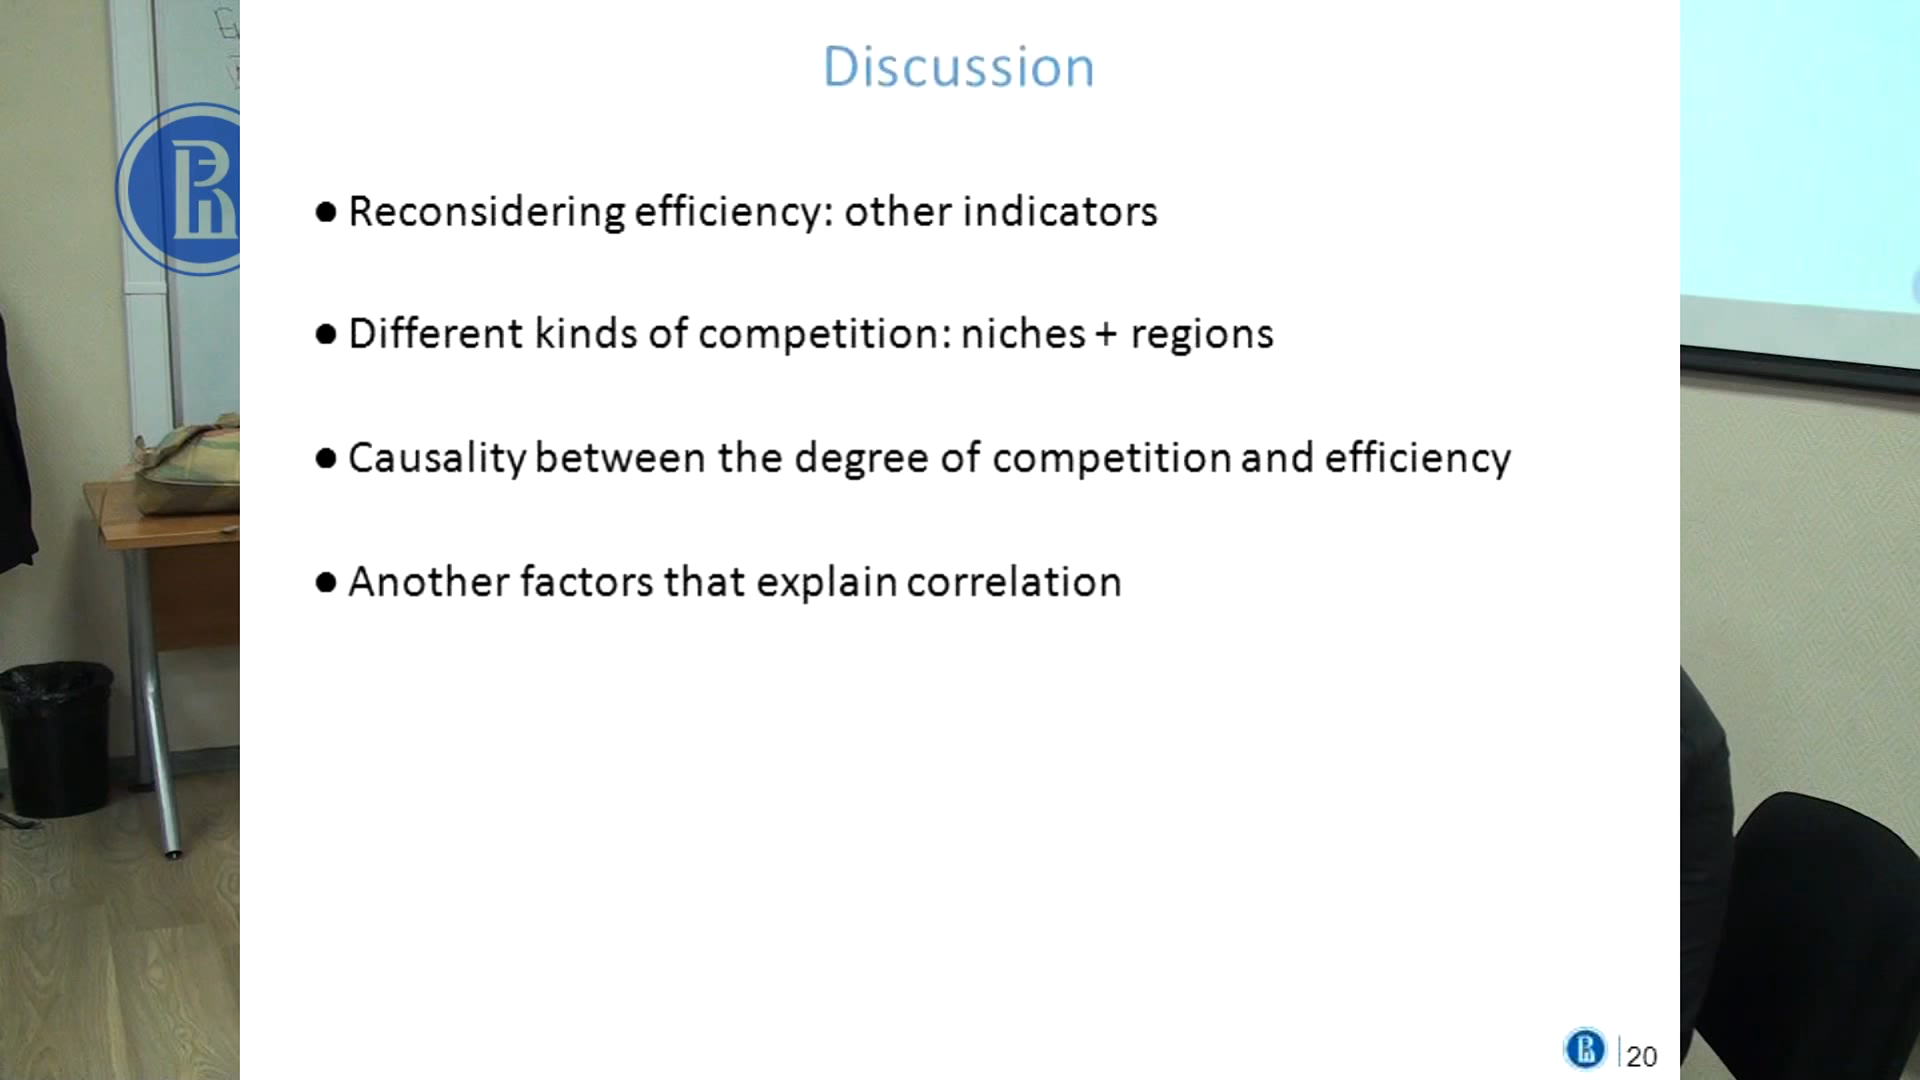 Discussion
● Reconsidering efficiency: other indicators
● Different kinds of competition: niches + regions
● Causality between the degree of competition and efficiency
● Another factors that explain correlation
20